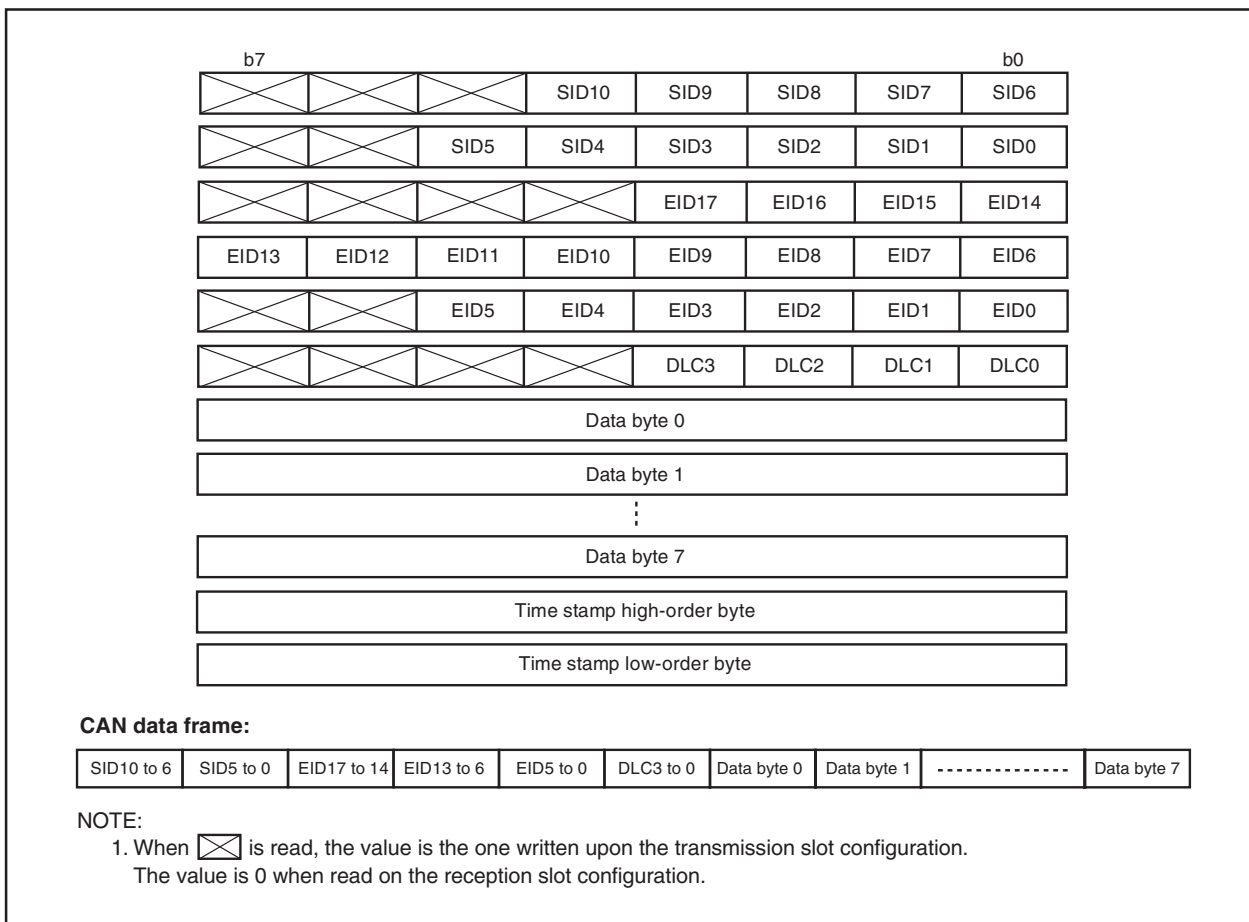 b7 b0
SID10 SID9 SID8 SID7 SID6
SID5 SID4 SID3 SID2 SID1 SID0
EID17 EID16 EID15 EID14
EID13 EID12 EID11 EID10 EID9 EID8 EID7 EID6
EID5 EID4 EID3 EID2 EID1 EID0
DLC3 DLC2 DLC1 DLC0
Data byte 0
Data byte 1
Data byte 7
Time stamp high-order byte
Time stamp low-order byte
CAN data frame:
SID10 to 6 SID5 to 0 EID17 to 14 EID13 to 6 EID5 to 0 DLC3 to 0 Data byte 0 Data byte 1 Data byte 7
NOTE:
1. When is read, the value is the one written upon the transmission slot configuration.
The value is 0 when read on the reception slot configuration.